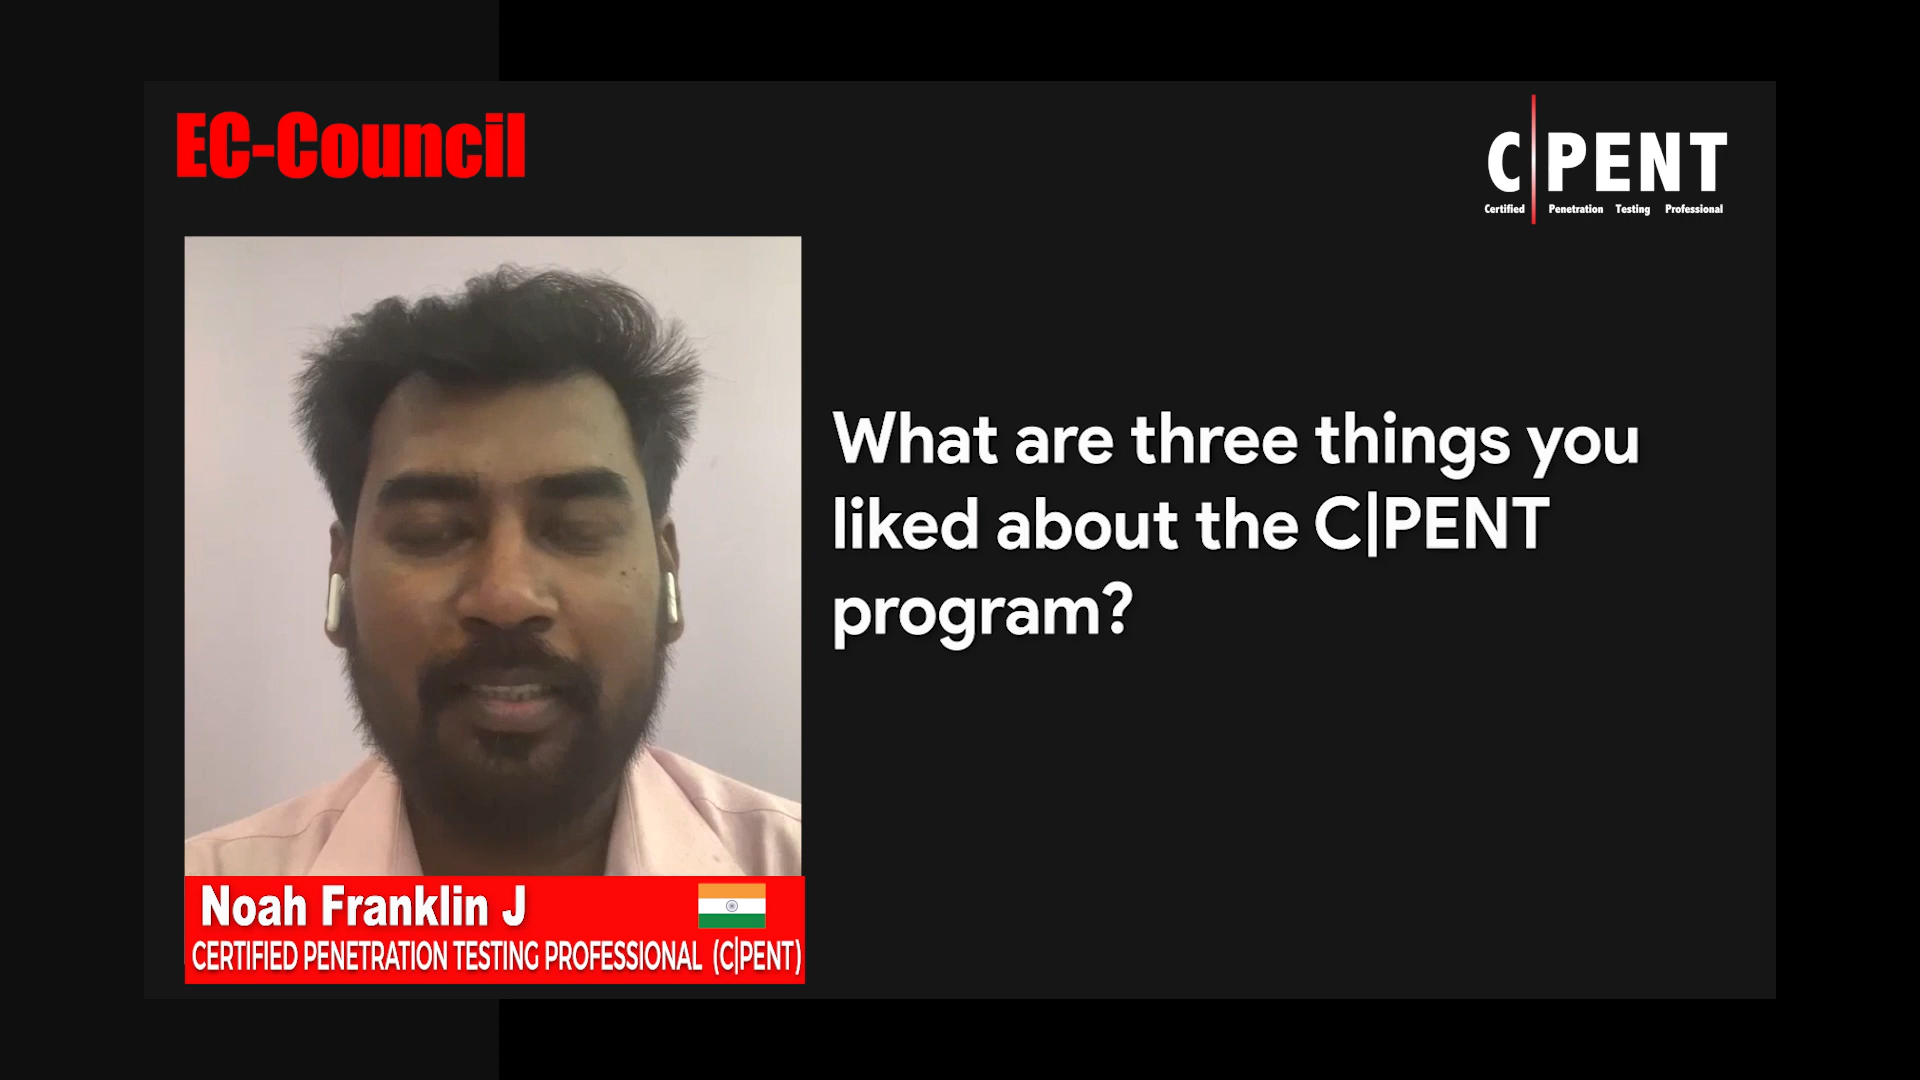 EC-Council
C|PENT
Certified Penetration Testing Professional
What are three things you
liked about the C|PENT
program?
Noah Franklin J
CERTIFIED PENETRATION TESTING PROFESSIONAL (C|PENT)